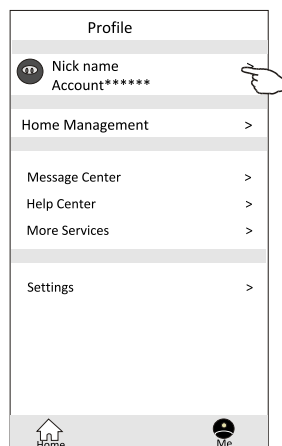 Profile
Nick name
Account******
Home Management >
Message Center >
Help Center >
More Services >
Settings >
Home
Me